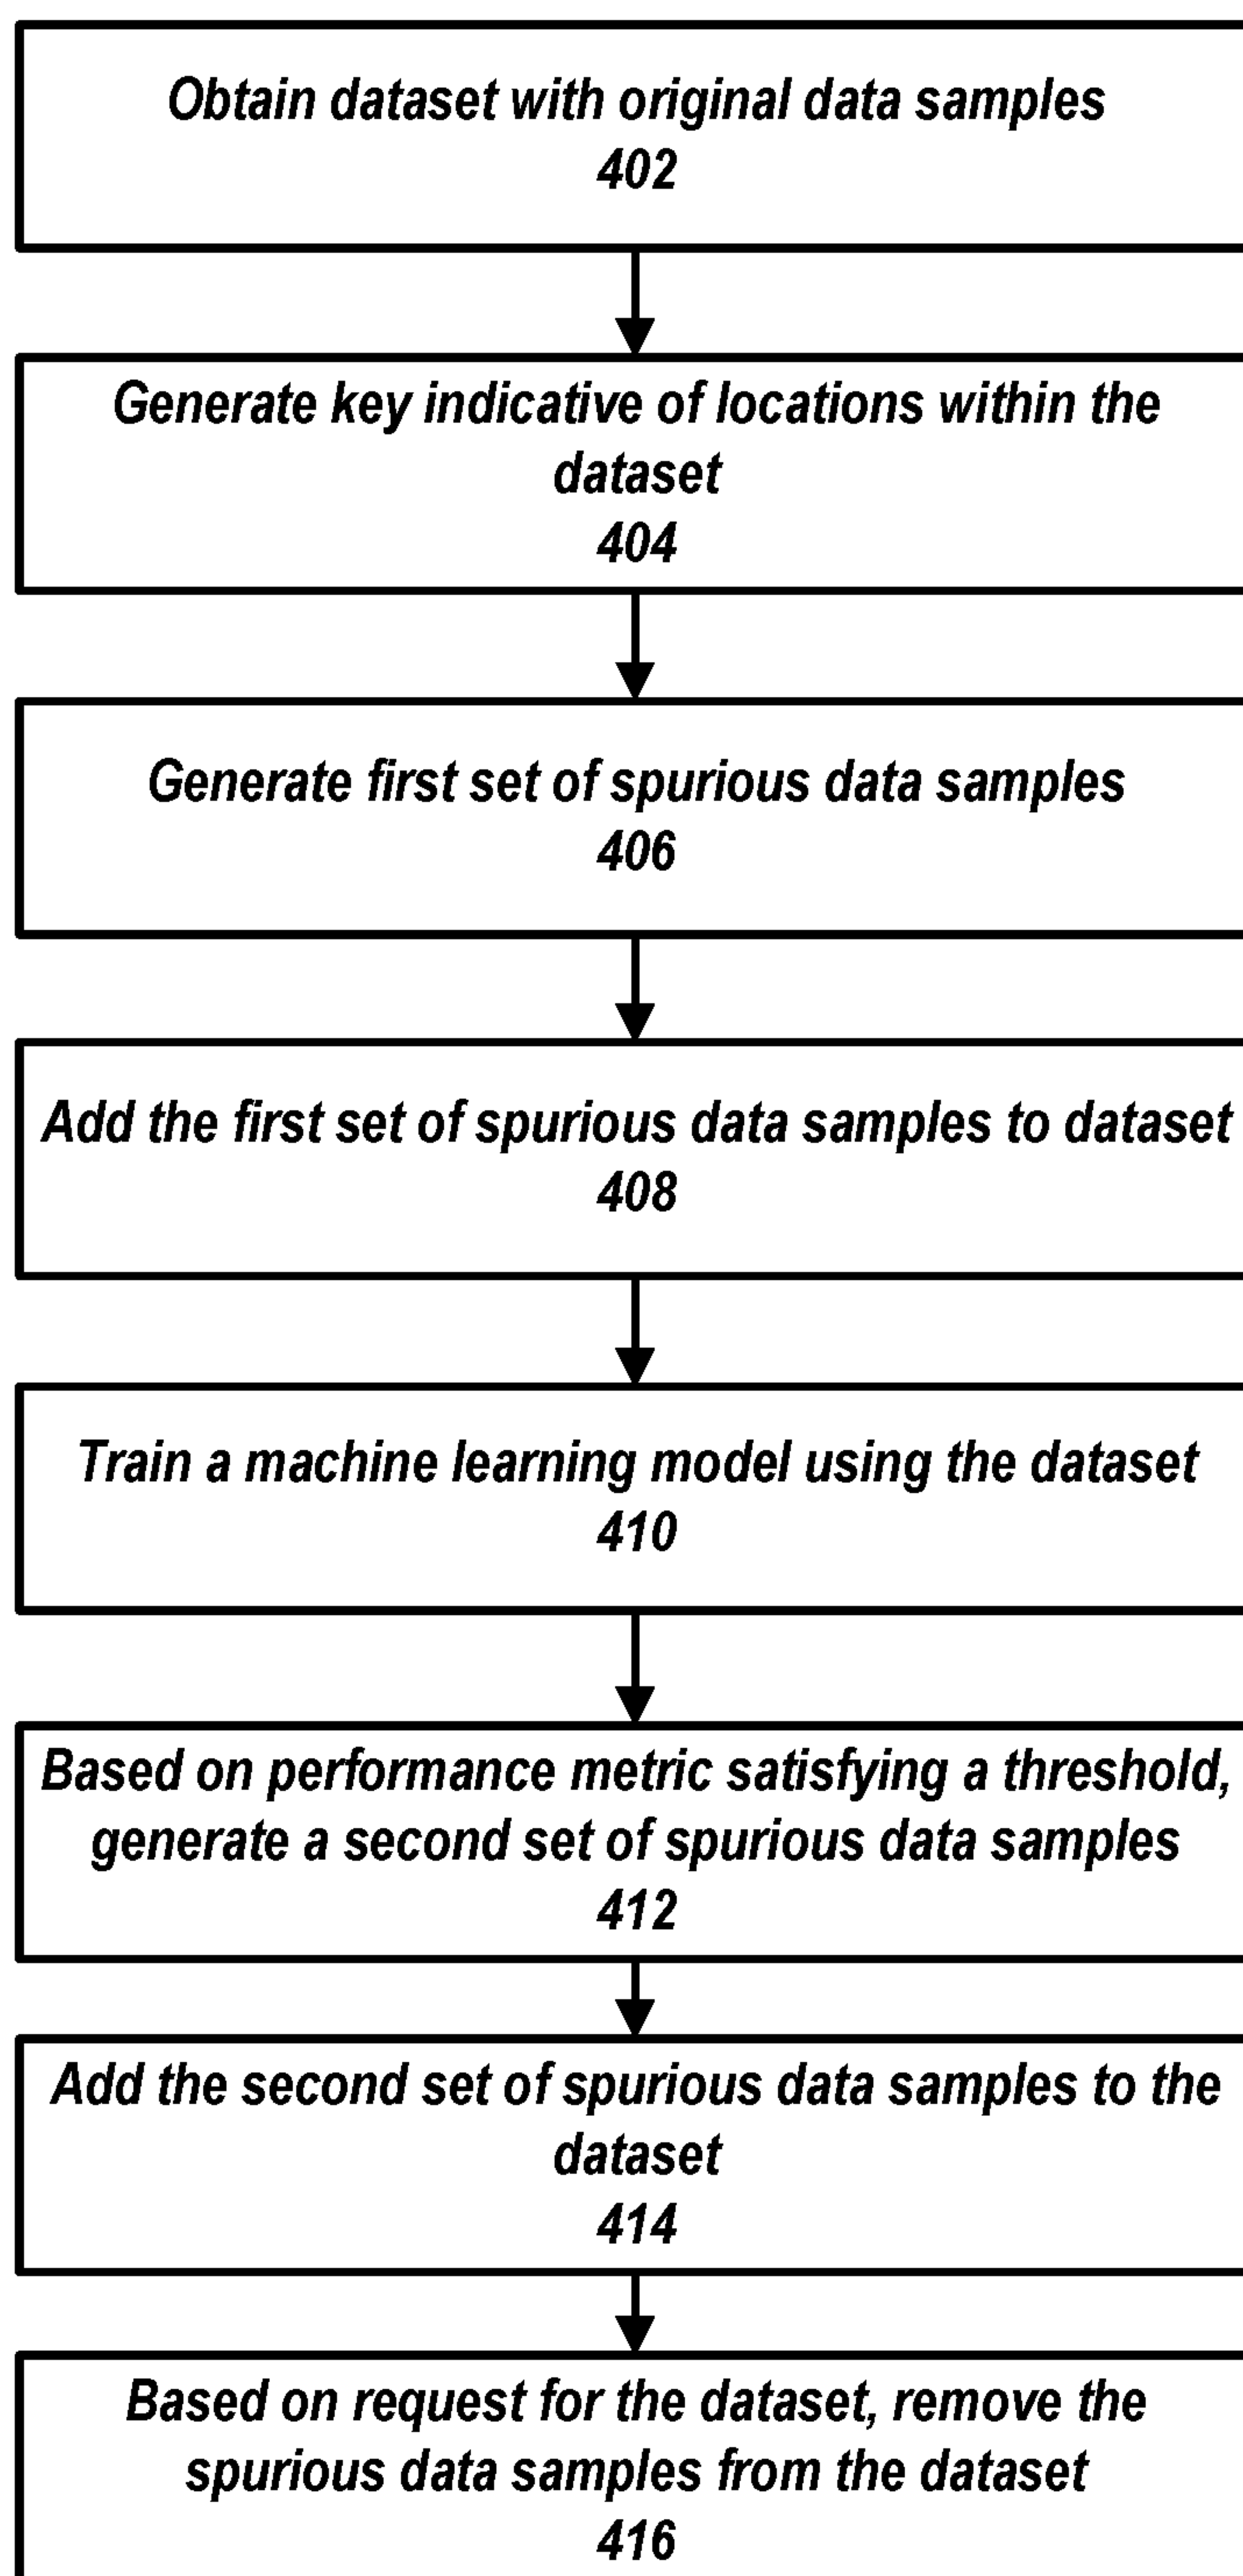 Obtain dataset with original data samples
402
Generate key indicative of locations within the
dataset
404
Generate first set of spurious data samples
406
Add the first set of spurious data samples to dataset
408
Train a machine learning model using the dataset
410
Based on performance metric satisfying a threshold,
generate a second set of spurious data samples
412
Add the second set of spurious data samples to the
dataset
414
Based on request for the dataset, remove the
spurious data samples from the dataset
416